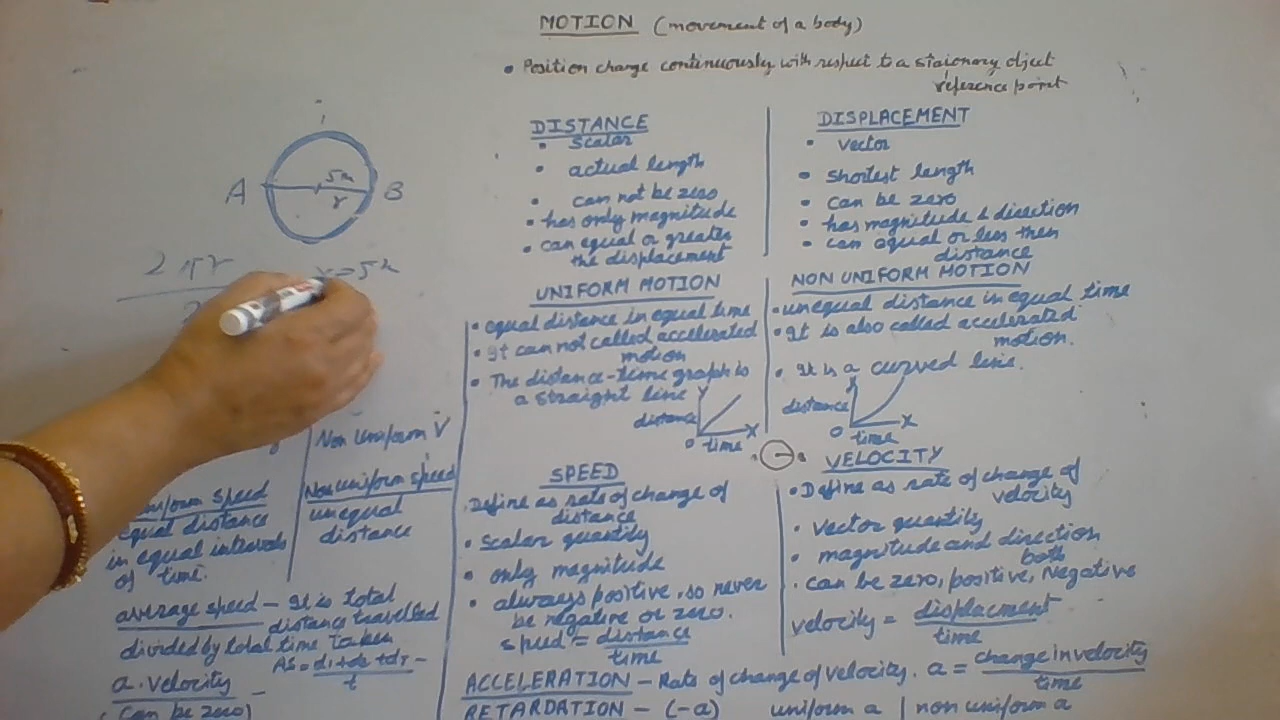 MOTION (movement of a body)
• Position change continuously with respect to a staionary object
reference point
A
5m
r
B
2πr
r=5m
DISTANCE
• scalar
• actual length
• can not be zero
• has only magnitude
• can equal or greater
the displacement
DISPLACEMENT
• vector
• shortest length
• can be zero
• has magnitude & direction
• can equal or less then
distance
UNIFORM MOTION
• equal distance in equal time
• It can not called accelerated
motion
• The distance-time graph is
a straight line
Y
distance
O time X
NON UNIFORM MOTION
• unequal distance in equal time
• It is also called accelerated
motion.
• It is a curved line.
Y
distance
O time X
Non Uniform V
uniform speed
equal distance
in equal intervals
of time.
Non uniform speed
unequal
distance
average speed - It is total
distance travelled
divided by total time taken
a. velocity -
(can be zero)
SPEED
Define as rate of change of
distance
• scalar quantity
• only magnitude
• always positive, so never
be negative or zero.
speed = distance
time
VELOCITY
• Define as rate of change of
velocity
• vector quantity
• magnitude and direction
both
• can be zero, positive, Negative
velocity = displacment
time
ACCELERATION - Rate of change of velocity. a = change in velocity
time
RETARDATION - (-a) uniform a | non uniform a